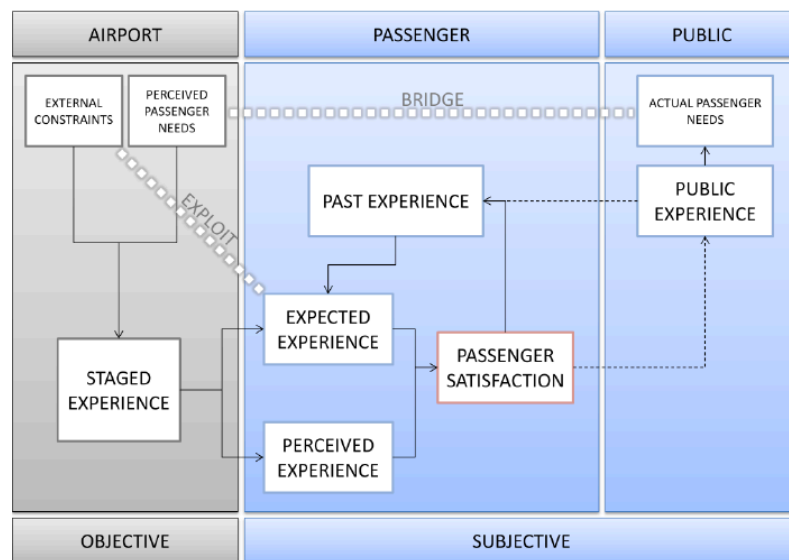 AIRPORT
PASSENGER
PUBLIC
EXTERNAL
CONSTRAINTS
PERCEIVED
PASSENGER
NEEDS
BRIDGE
ACTUAL PASSENGER
NEEDS
EXPLOIT
PAST EXPERIENCE
PUBLIC
EXPERIENCE
EXPECTED
EXPERIENCE
STAGED
EXPERIENCE
PASSENGER
SATISFACTION
PERCEIVED
EXPERIENCE
OBJECTIVE
SUBJECTIVE